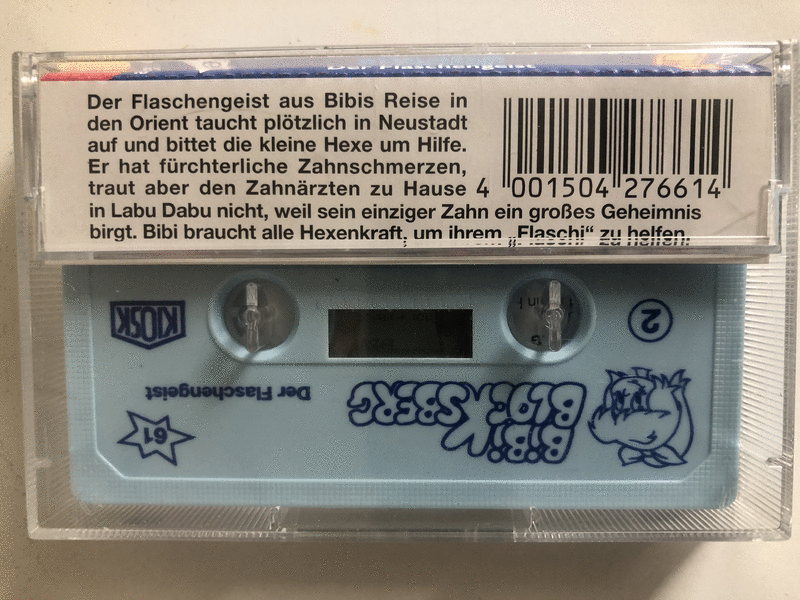 Der Flaschengeist
Der Flaschengeist aus Bibis Reise in
den Orient taucht plötzlich in Neustadt
auf und bittet die kleine Hexe um Hilfe.
Er hat fürchterliche Zahnschmerzen,
traut aber den Zahnärzten zu Hause
in Labu Dabu nicht, weil sein einziger Zahn ein großes Geheimnis
birgt. Bibi braucht alle Hexenkraft, um ihrem „Flaschi“ zu helfen.
4 001504 276614
KIOSK
2
Der Flaschengeist
BIBI
BLOCKSBERG
61